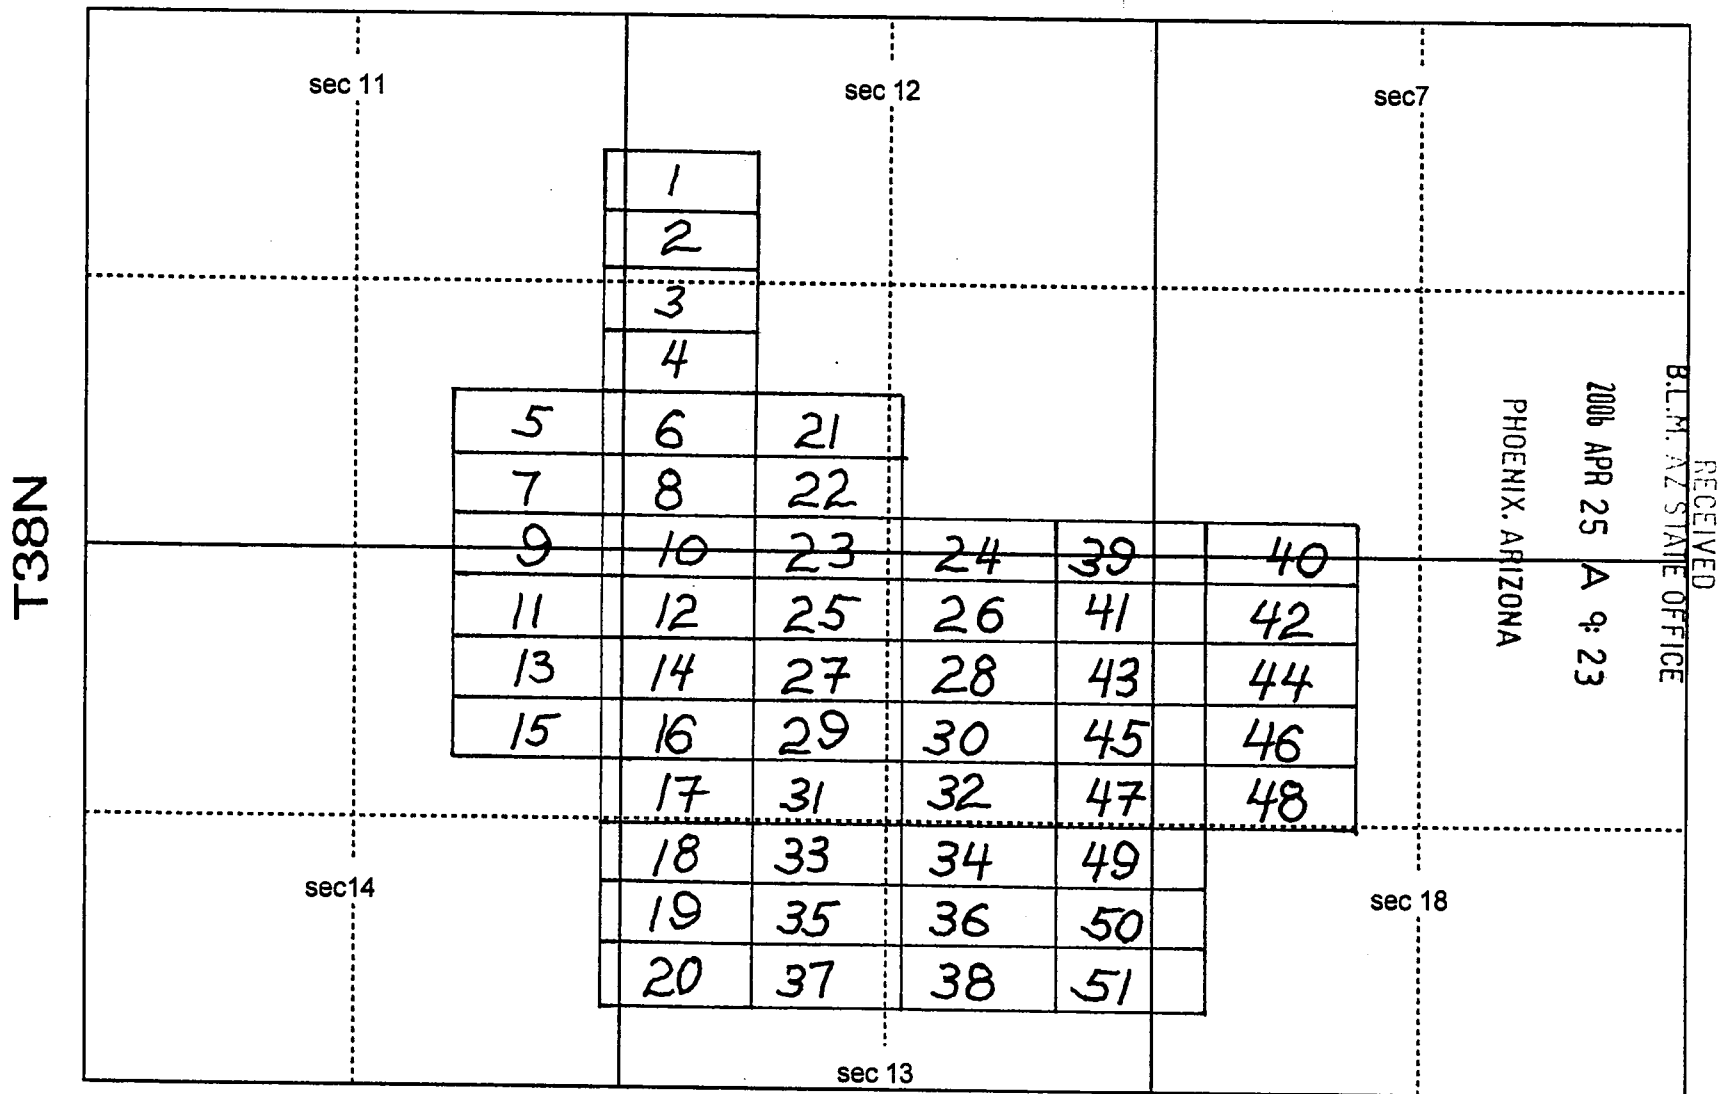 sec 11 sec 12 sec7
1
2
3
4
5 6 21
7 8 22
9 10 23 24 39 40
11 12 25 26 41 42
13 14 27 28 43 44
15 16 29 30 45 46
17 31 32 47 48
18 33 34 49
19 35 36 50
20 37 38 51
sec14 sec 18
sec 13
T38N
RECEIVED
B.L.M. AZ STATE OFFICE
2006 APR 25 A 9: 23
PHOENIX, ARIZONA